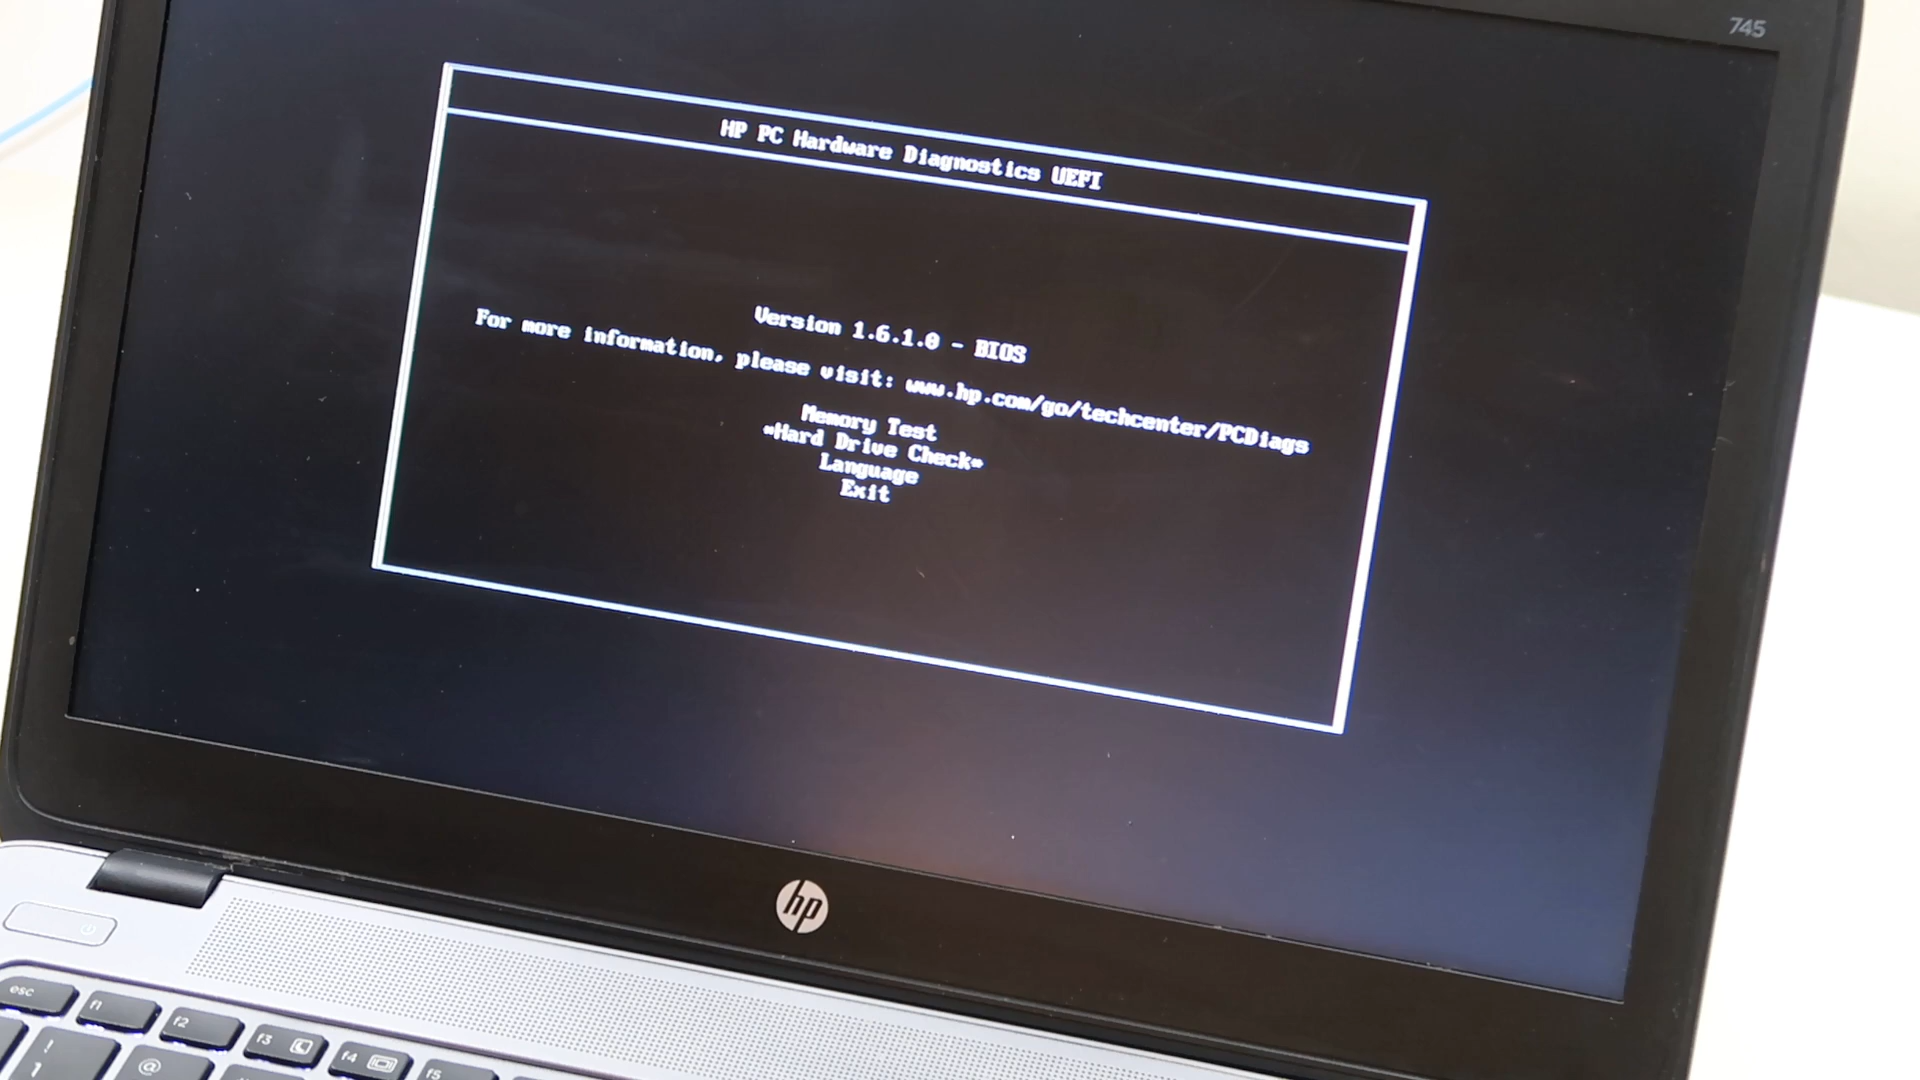 745
HP PC Hardware Diagnostics UEFI
Version 1.6.1.0 - BIOS
For more information, please visit: www.hp.com/go/techcenter/PCDiags
Memory Test
*Hard Drive Check*
Language
Exit
hp
esc
f1
f2
f3
f4
f5
!
1
@